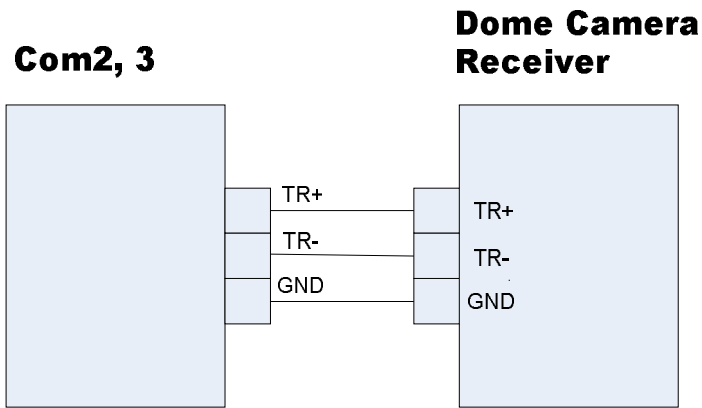 Dome Camera
Receiver
Com2, 3
TR+
TR+
TR-
TR-
GND
GND